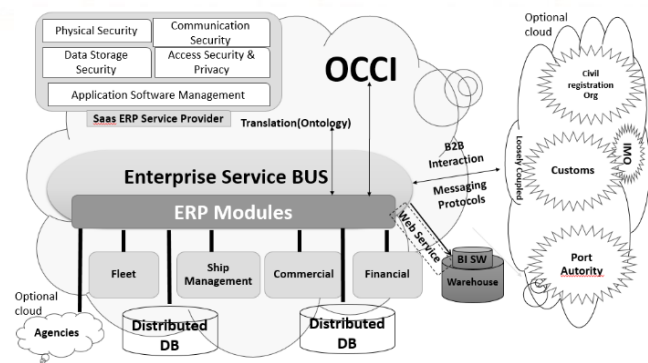 Physical Security
Communication
Security
Data Storage
Security
Access Security &
Privacy
Application Software Management
Saas ERP Service Provider
OCCI
Translation(Ontology)
Enterprise Service BUS
ERP Modules
Fleet
Ship
Management
Commercial
Financial
Distributed
DB
Distributed
DB
Optional
cloud
Agencies
Web Service
BI SW
Warehouse
B2B
Interaction
Messaging
Protocols
Optional
cloud
Loosely Coupled
Civil
registration
Org
IMO
Customs
Port
Autority